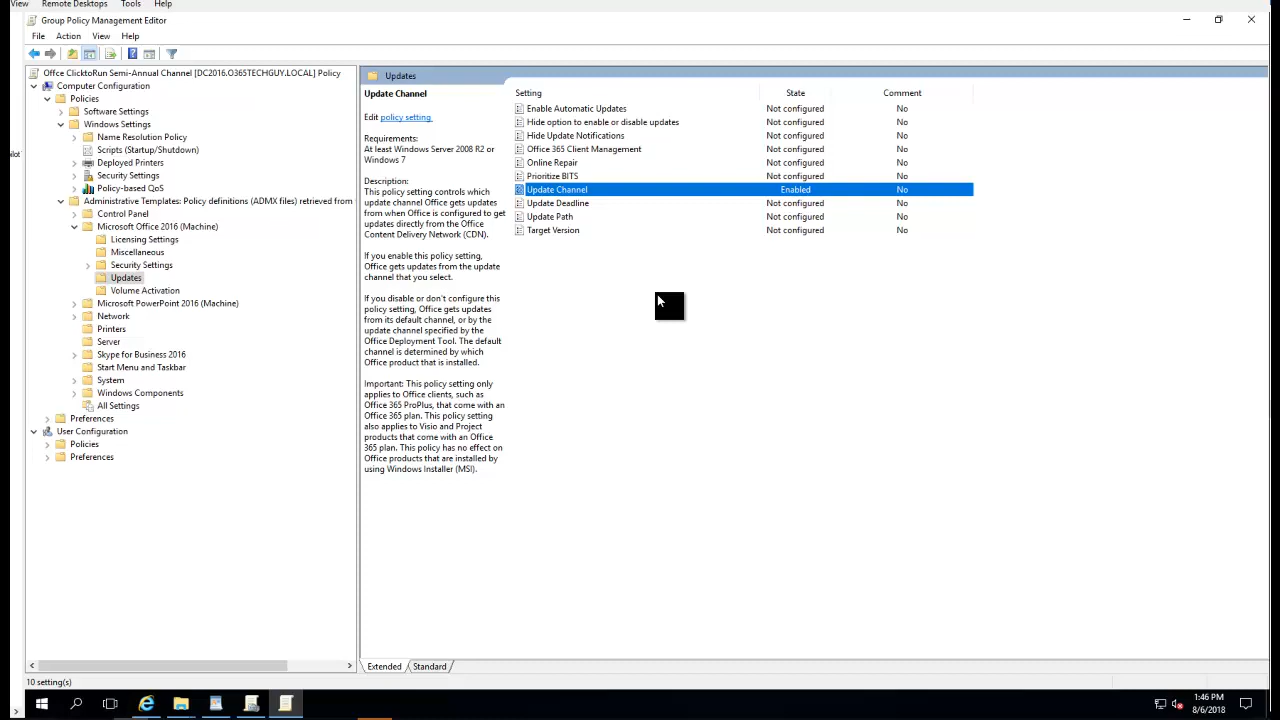 View Remote Desktops Tools Help
Group Policy Management Editor
File Action View Help
Offce ClicktoRun Semi-Annual Channel [DC2016.O365TECHGUY.LOCAL] Policy
Computer Configuration
Policies
Software Settings
Windows Settings
Name Resolution Policy
Scripts (Startup/Shutdown)
Deployed Printers
Security Settings
Policy-based QoS
Administrative Templates: Policy definitions (ADMX files) retrieved from
Control Panel
Microsoft Office 2016 (Machine)
Licensing Settings
Miscellaneous
Security Settings
Updates
Volume Activation
Microsoft PowerPoint 2016 (Machine)
Network
Printers
Server
Skype for Business 2016
Start Menu and Taskbar
System
Windows Components
All Settings
Preferences
User Configuration
Policies
Preferences
Updates
Update Channel
Edit policy setting
Requirements:
At least Windows Server 2008 R2 or
Windows 7
Description:
This policy setting controls which
update channel Office gets updates
from when Office is configured to get
updates directly from the Office
Content Delivery Network (CDN).
If you enable this policy setting,
Office gets updates from the update
channel that you select.
If you disable or don't configure this
policy setting, Office gets updates
from its default channel, or by the
update channel specified by the
Office Deployment Tool. The default
channel is determined by which
Office product that is installed.
Important: This policy setting only
applies to Office clients, such as
Office 365 ProPlus, that come with an
Office 365 plan. This policy setting
also applies to Visio and Project
products that come with an Office
365 plan. This policy has no effect on
Office products that are installed by
using Windows Installer (MSI).
Setting State Comment
Enable Automatic Updates Not configured No
Hide option to enable or disable updates Not configured No
Hide Update Notifications Not configured No
Office 365 Client Management Not configured No
Online Repair Not configured No
Prioritize BITS Not configured No
Update Channel Enabled No
Update Deadline Not configured No
Update Path Not configured No
Target Version Not configured No
Extended Standard
10 setting(s)
1:46 PM
8/6/2018